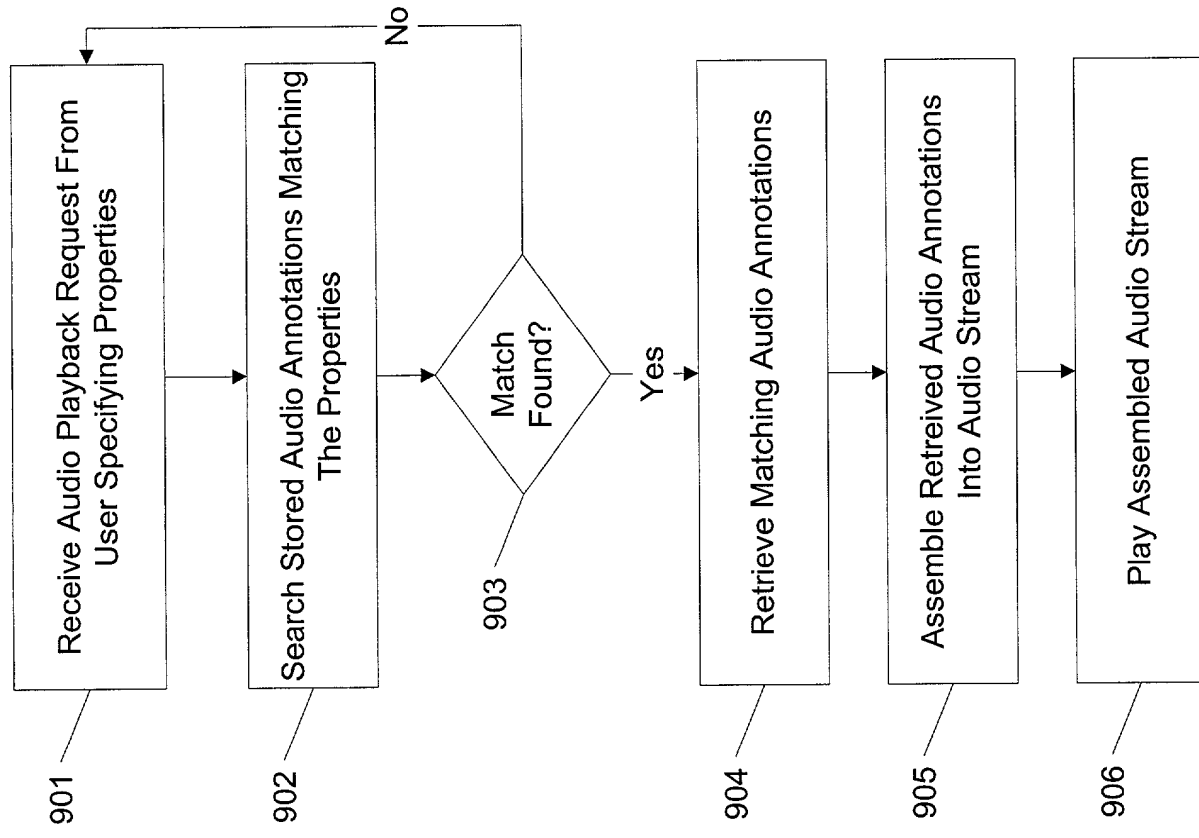 901
Receive Audio Playback Request From
User Specifying Properties
902
Search Stored Audio Annotations Matching
The Properties
903
Match
Found?
No
Yes
904
Retrieve Matching Audio Annotations
905
Assemble Retreived Audio Annotations
Into Audio Stream
906
Play Assembled Audio Stream